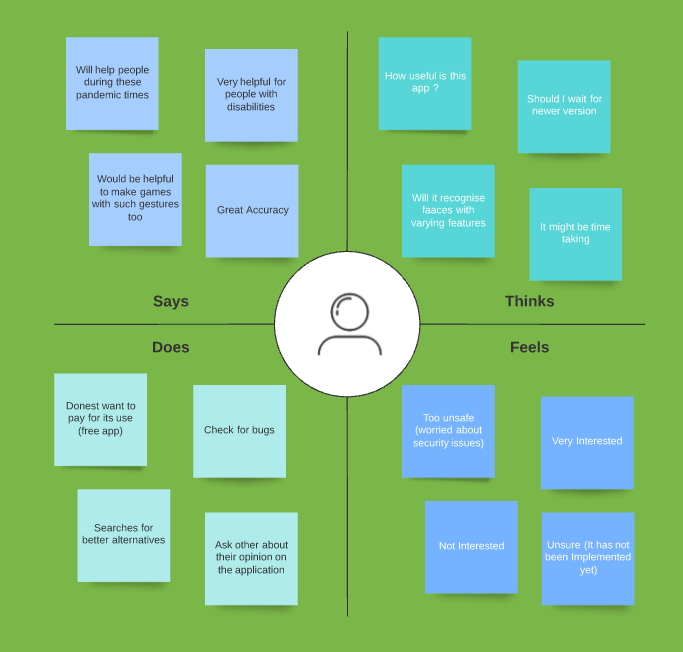 Will help people
during these
pandemic times
Very helpful for
people with
disabilities
Would be helpful
to make games
with such gestures
too
Great Accuracy
Says
How useful is this
app ?
Should I wait for
newer version
Will it recognise
faaces with
varying features
It might be time
taking
Thinks
Does
Donest want to
pay for its use
(free app)
Check for bugs
Searches for
better alternatives
Ask other about
their opinion on
the application
Feels
Too unsafe
(worried about
security issues)
Very Interested
Not Interested
Unsure (It has not
been Implemented
yet)